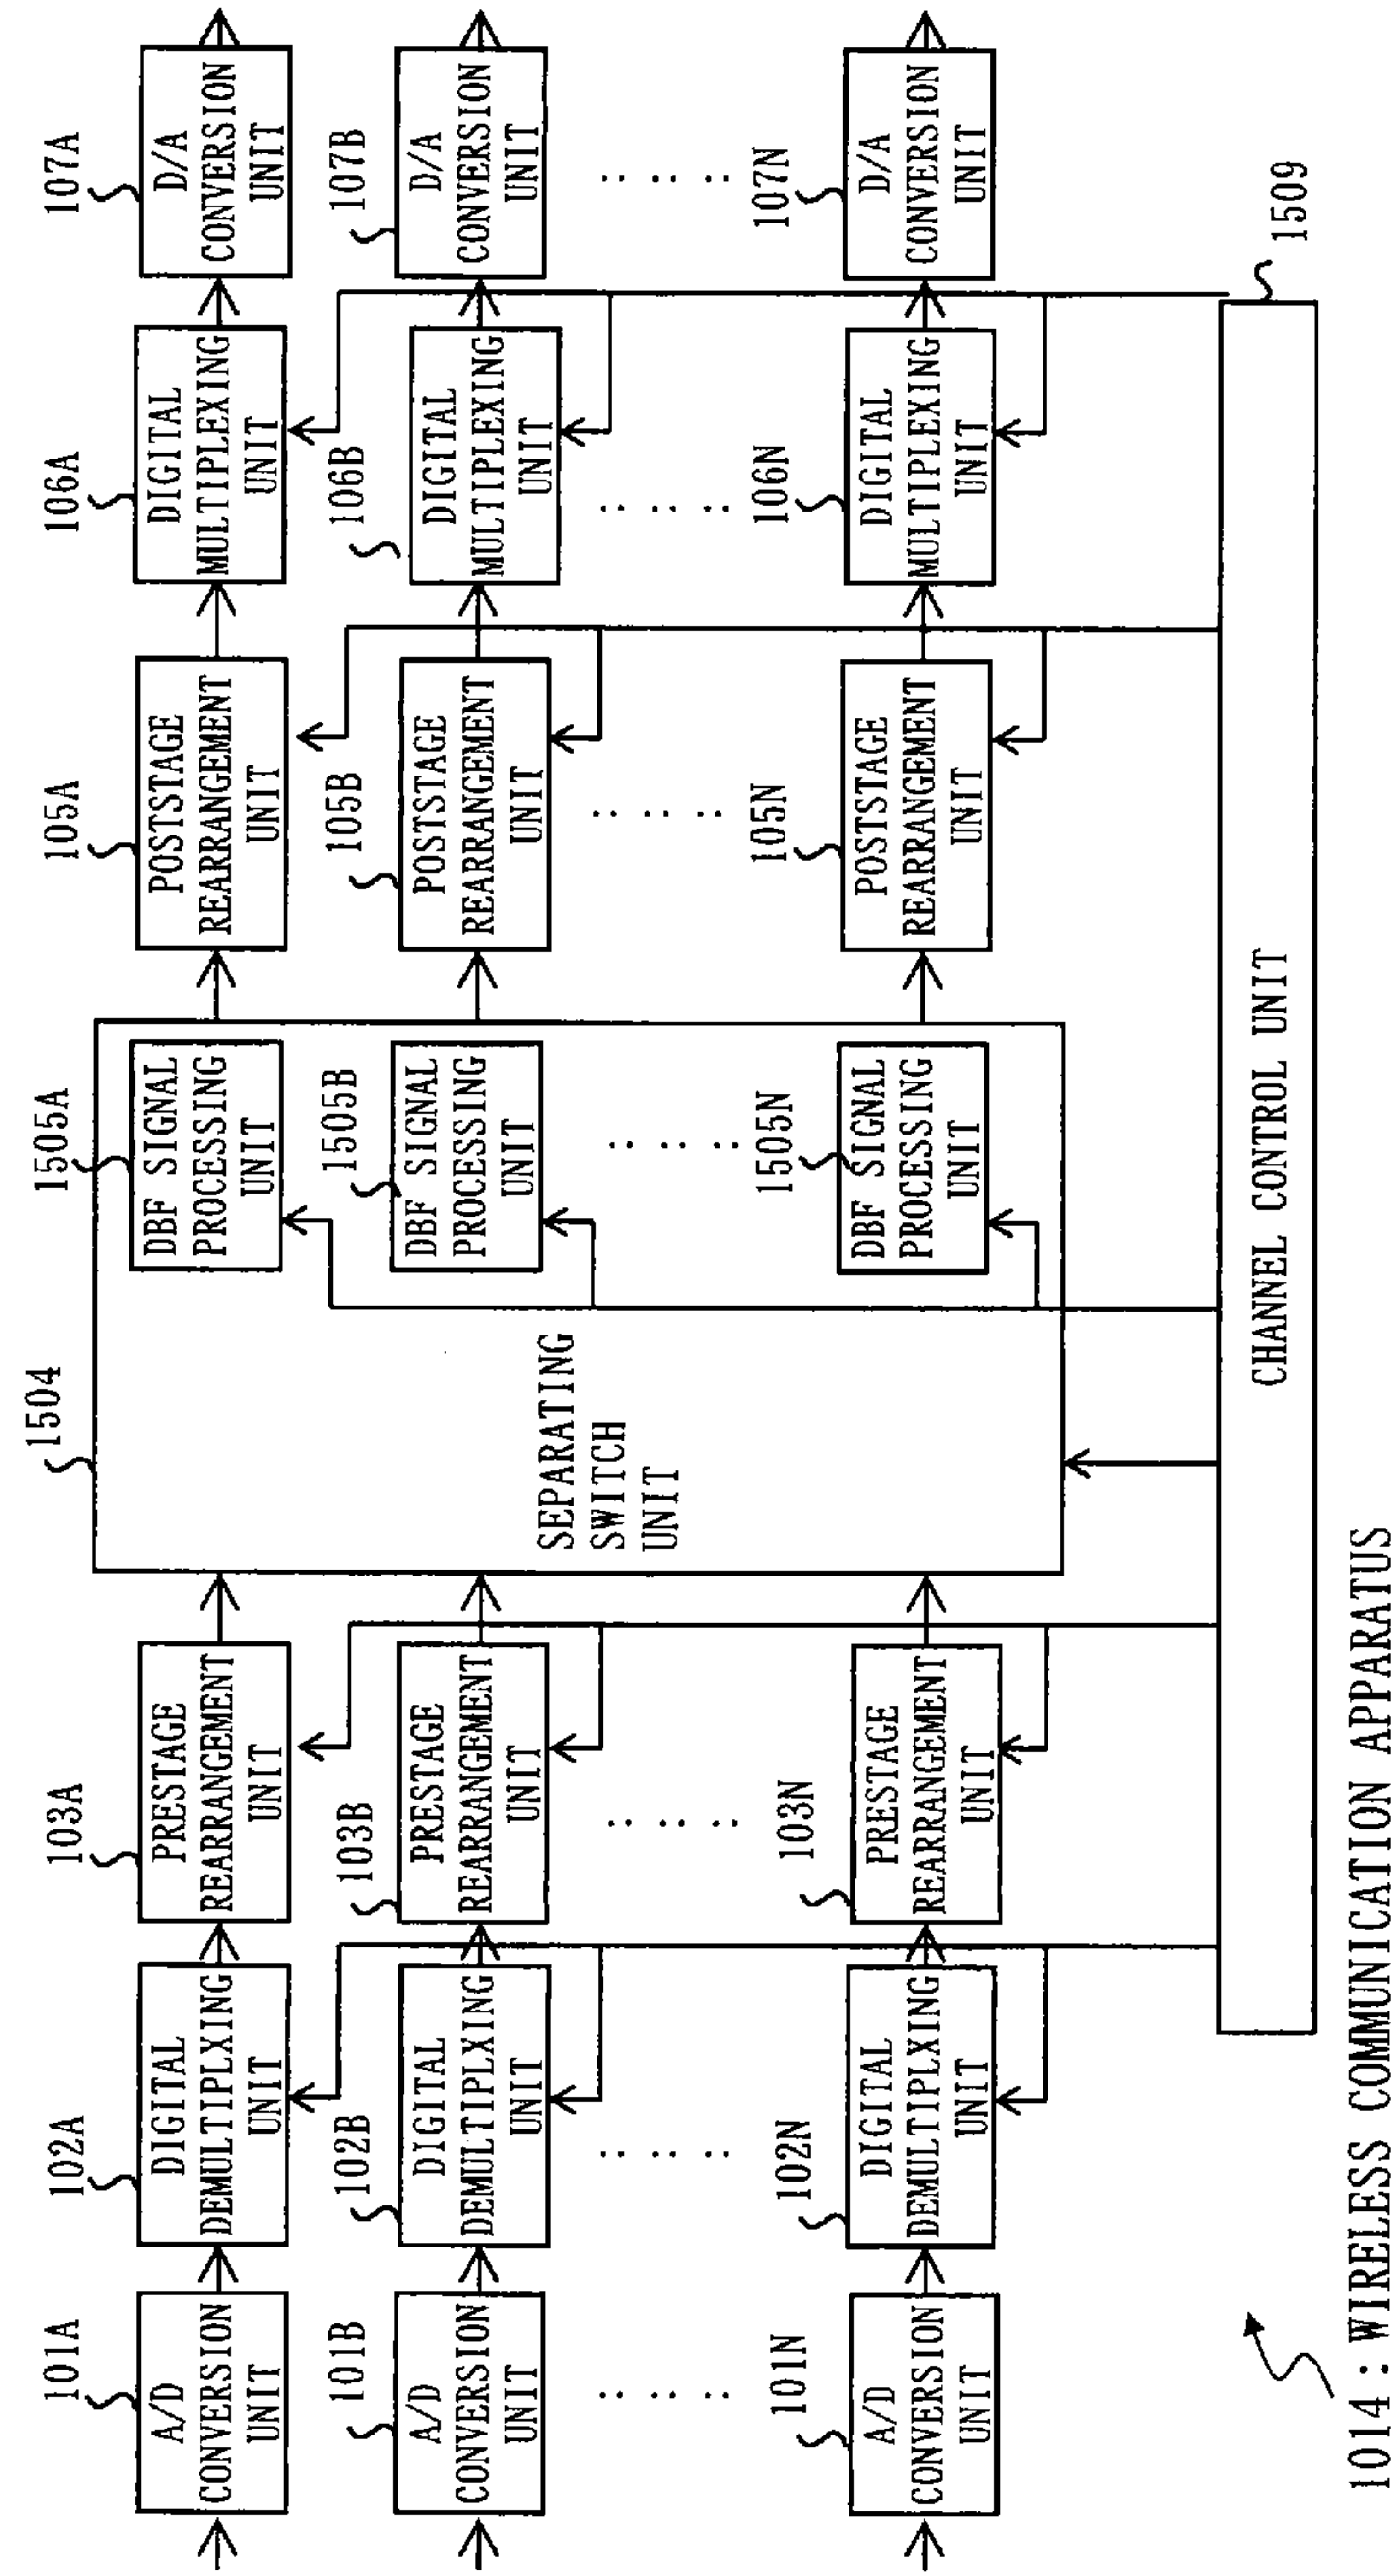 101A
A/D
CONVERSION
UNIT
102A
DIGITAL
DEMULTIPLXING
UNIT
103A
PRESTAGE
REARRANGEMENT
UNIT
1504
SEPARATING
SWITCH
UNIT
1505A
DBF SIGNAL
PROCESSING
UNIT
105A
POSTSTAGE
REARRANGEMENT
UNIT
106A
DIGITAL
MULTIPLEXING
UNIT
107A
D/A
CONVERSION
UNIT
101B
A/D
CONVERSION
UNIT
102B
DIGITAL
DEMULTIPLXING
UNIT
103B
PRESTAGE
REARRANGEMENT
UNIT
1505B
DBF SIGNAL
PROCESSING
UNIT
105B
POSTSTAGE
REARRANGEMENT
UNIT
106B
DIGITAL
MULTIPLEXING
UNIT
107B
D/A
CONVERSION
UNIT
101N
A/D
CONVERSION
UNIT
102N
DIGITAL
DEMULTIPLXING
UNIT
103N
PRESTAGE
REARRANGEMENT
UNIT
1505N
DBF SIGNAL
PROCESSING
UNIT
105N
POSTSTAGE
REARRANGEMENT
UNIT
106N
DIGITAL
MULTIPLEXING
UNIT
107N
D/A
CONVERSION
UNIT
CHANNEL CONTROL UNIT
1509
1014 : WIRELESS COMMUNICATION APPARATUS